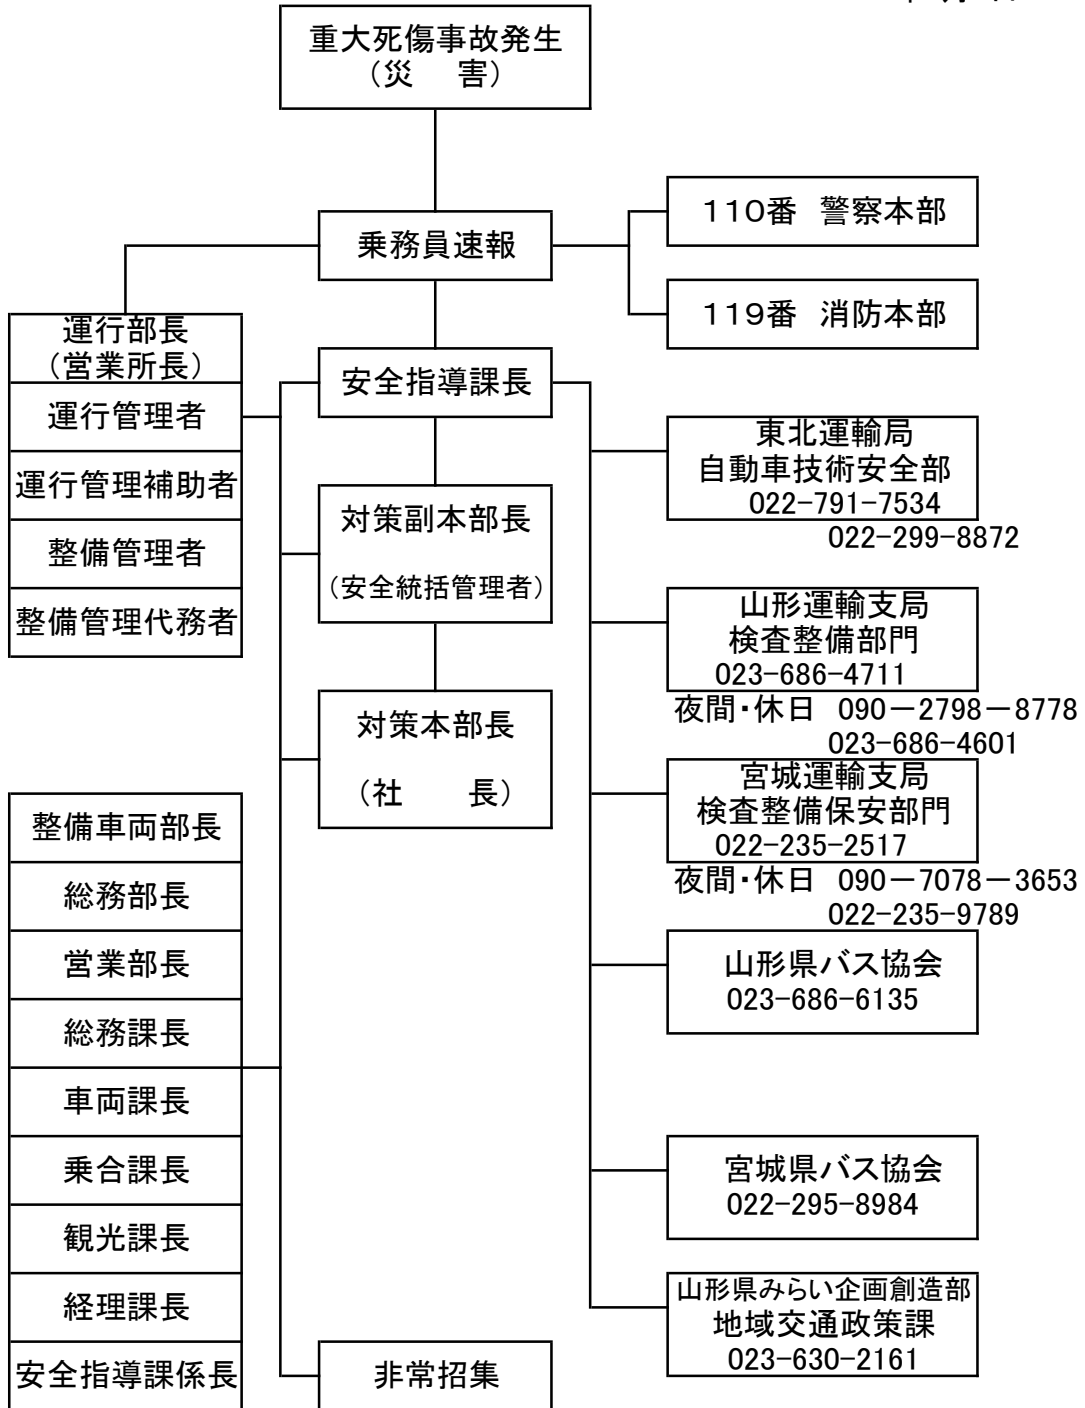 重大死傷事故発生
（災　害）
110番 警察本部
乗務員速報
119番 消防本部
運行部長
（営業所長）
運行管理者
運行管理補助者
整備管理者
整備管理代務者
安全指導課長
対策副本部長
（安全統括管理者）
対策本部長
（社　長）
東北運輸局
自動車技術安全部
022-791-7534
022-299-8872
山形運輸支局
検査整備部門
023-686-4711
夜間・休日 090－2798－8778
023-686-4601
宮城運輸支局
検査整備保安部門
022-235-2517
夜間・休日 090－7078－3653
022-235-9789
山形県バス協会
023-686-6135
宮城県バス協会
022-295-8984
山形県みらい企画創造部
地域交通政策課
023-630-2161
整備車両部長
総務部長
営業部長
総務課長
車両課長
乗合課長
観光課長
経理課長
安全指導課係長
非常招集